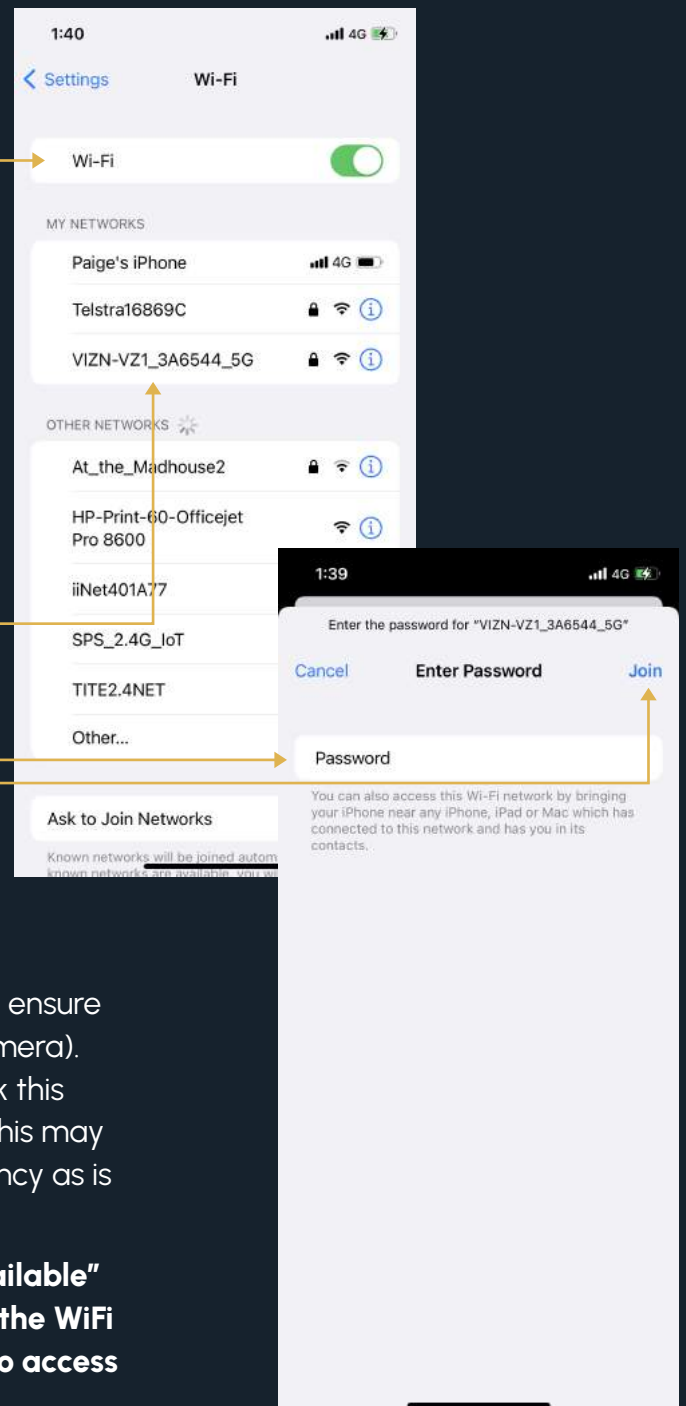 1:40
4G
Settings
Wi-Fi
Wi-Fi
MY NETWORKS
Paige's iPhone
4G
Telstra16869C
VIZN-VZ1_3A6544_5G
OTHER NETWORKS
At_the_Madhouse2
HP-Print-60-Officejet
Pro 8600
iiNet401A77
SPS_2.4G_IoT
TITE2.4NET
Other...
Ask to Join Networks
Known networks will be joined autom
known networks are available, you wi
1:39
4G
Enter the password for "VIZN-VZ1_3A6544_5G"
Cancel
Enter Password
Join
Password
You can also access this Wi-Fi network by bringing
your iPhone near any iPhone, iPad or Mac which has
connected to this network and has you in its
contacts.
ensure
mera).
k this
his may
ncy as is
ailable"
the WiFi
o access